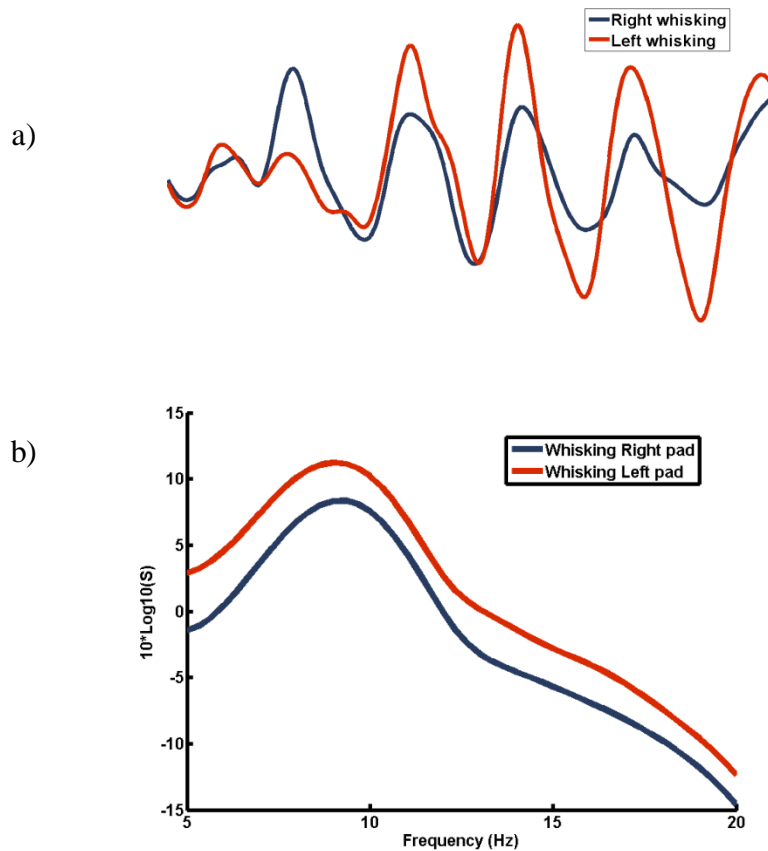 Right whisking
Left whisking
a)
b)
15
10
5
0
-5
-10
-15
10*Log10(S)
Whisking Right pad
Whisking Left pad
5
10
15
20
Frequency (Hz)